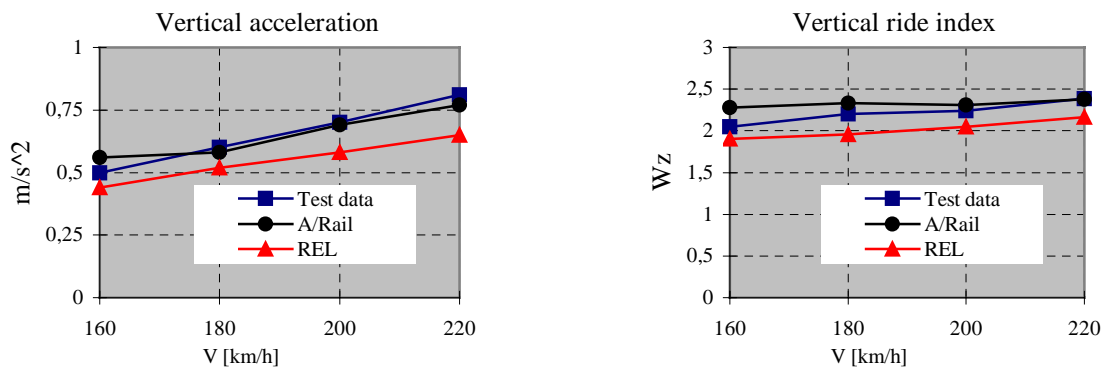 Vertical acceleration
1
0,75
0,5
0,25
0
m/s^2
Test data
A/Rail
REL
160 180 200 220
V [km/h]
Vertical ride index
3
2,5
2
1,5
1
0,5
0
Wz
Test data
A/Rail
REL
160 180 200 220
V [km/h]